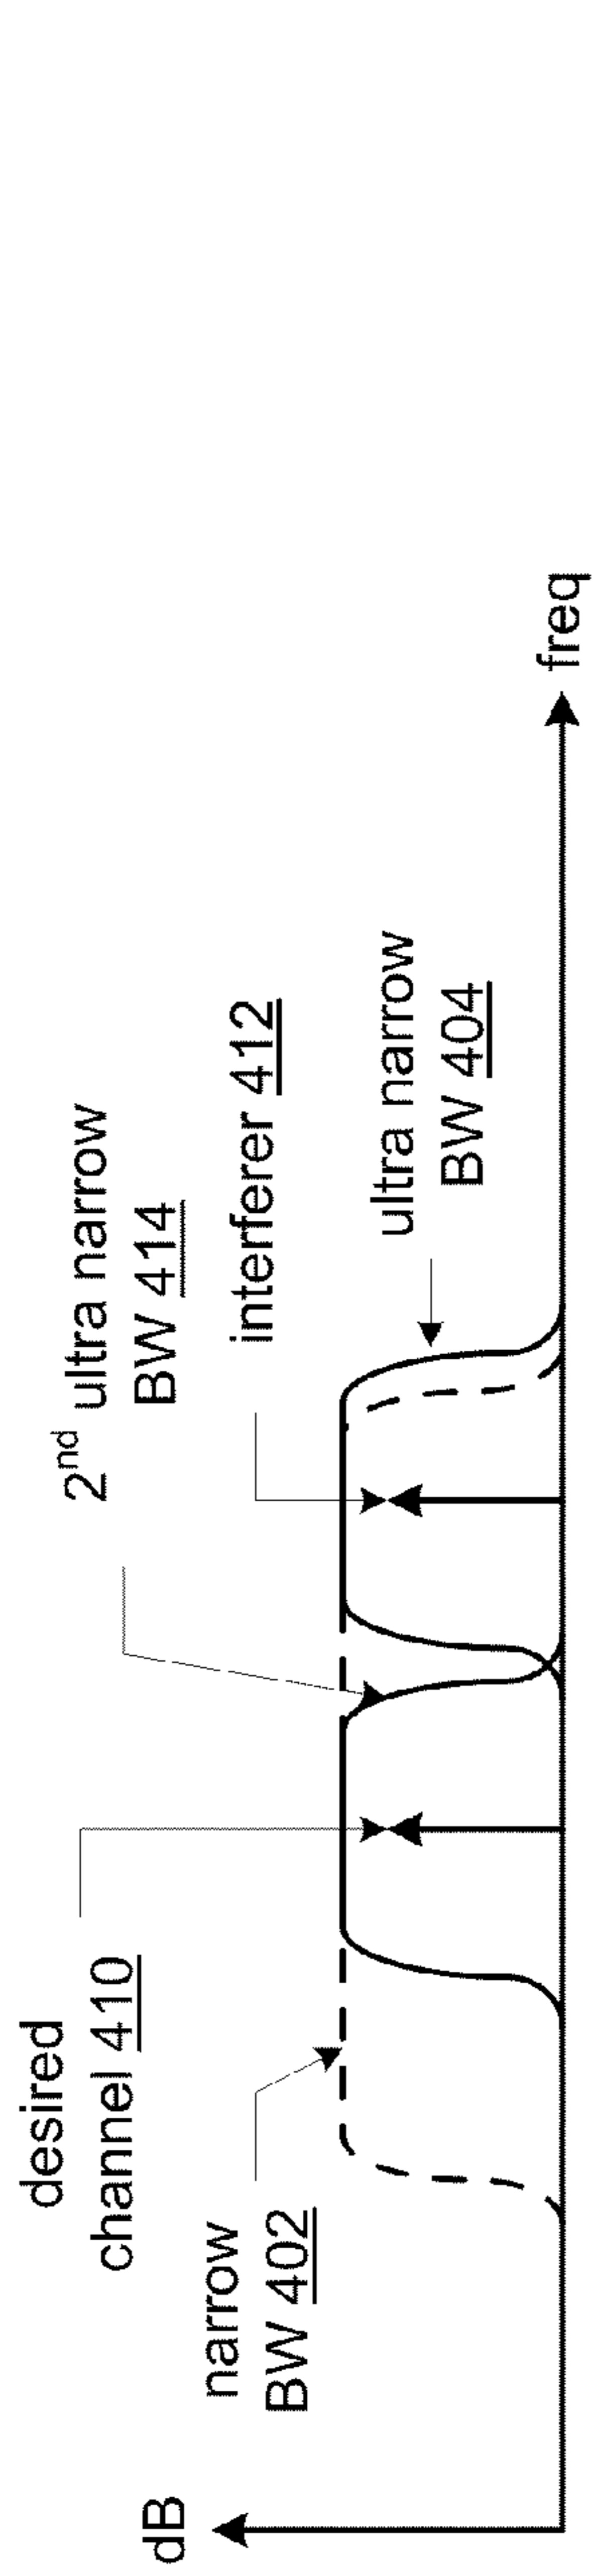 dB
desired
channel 410
narrow
BW 402
2nd ultra narrow
BW 414
interferer 412
ultra narrow
BW 404
freq